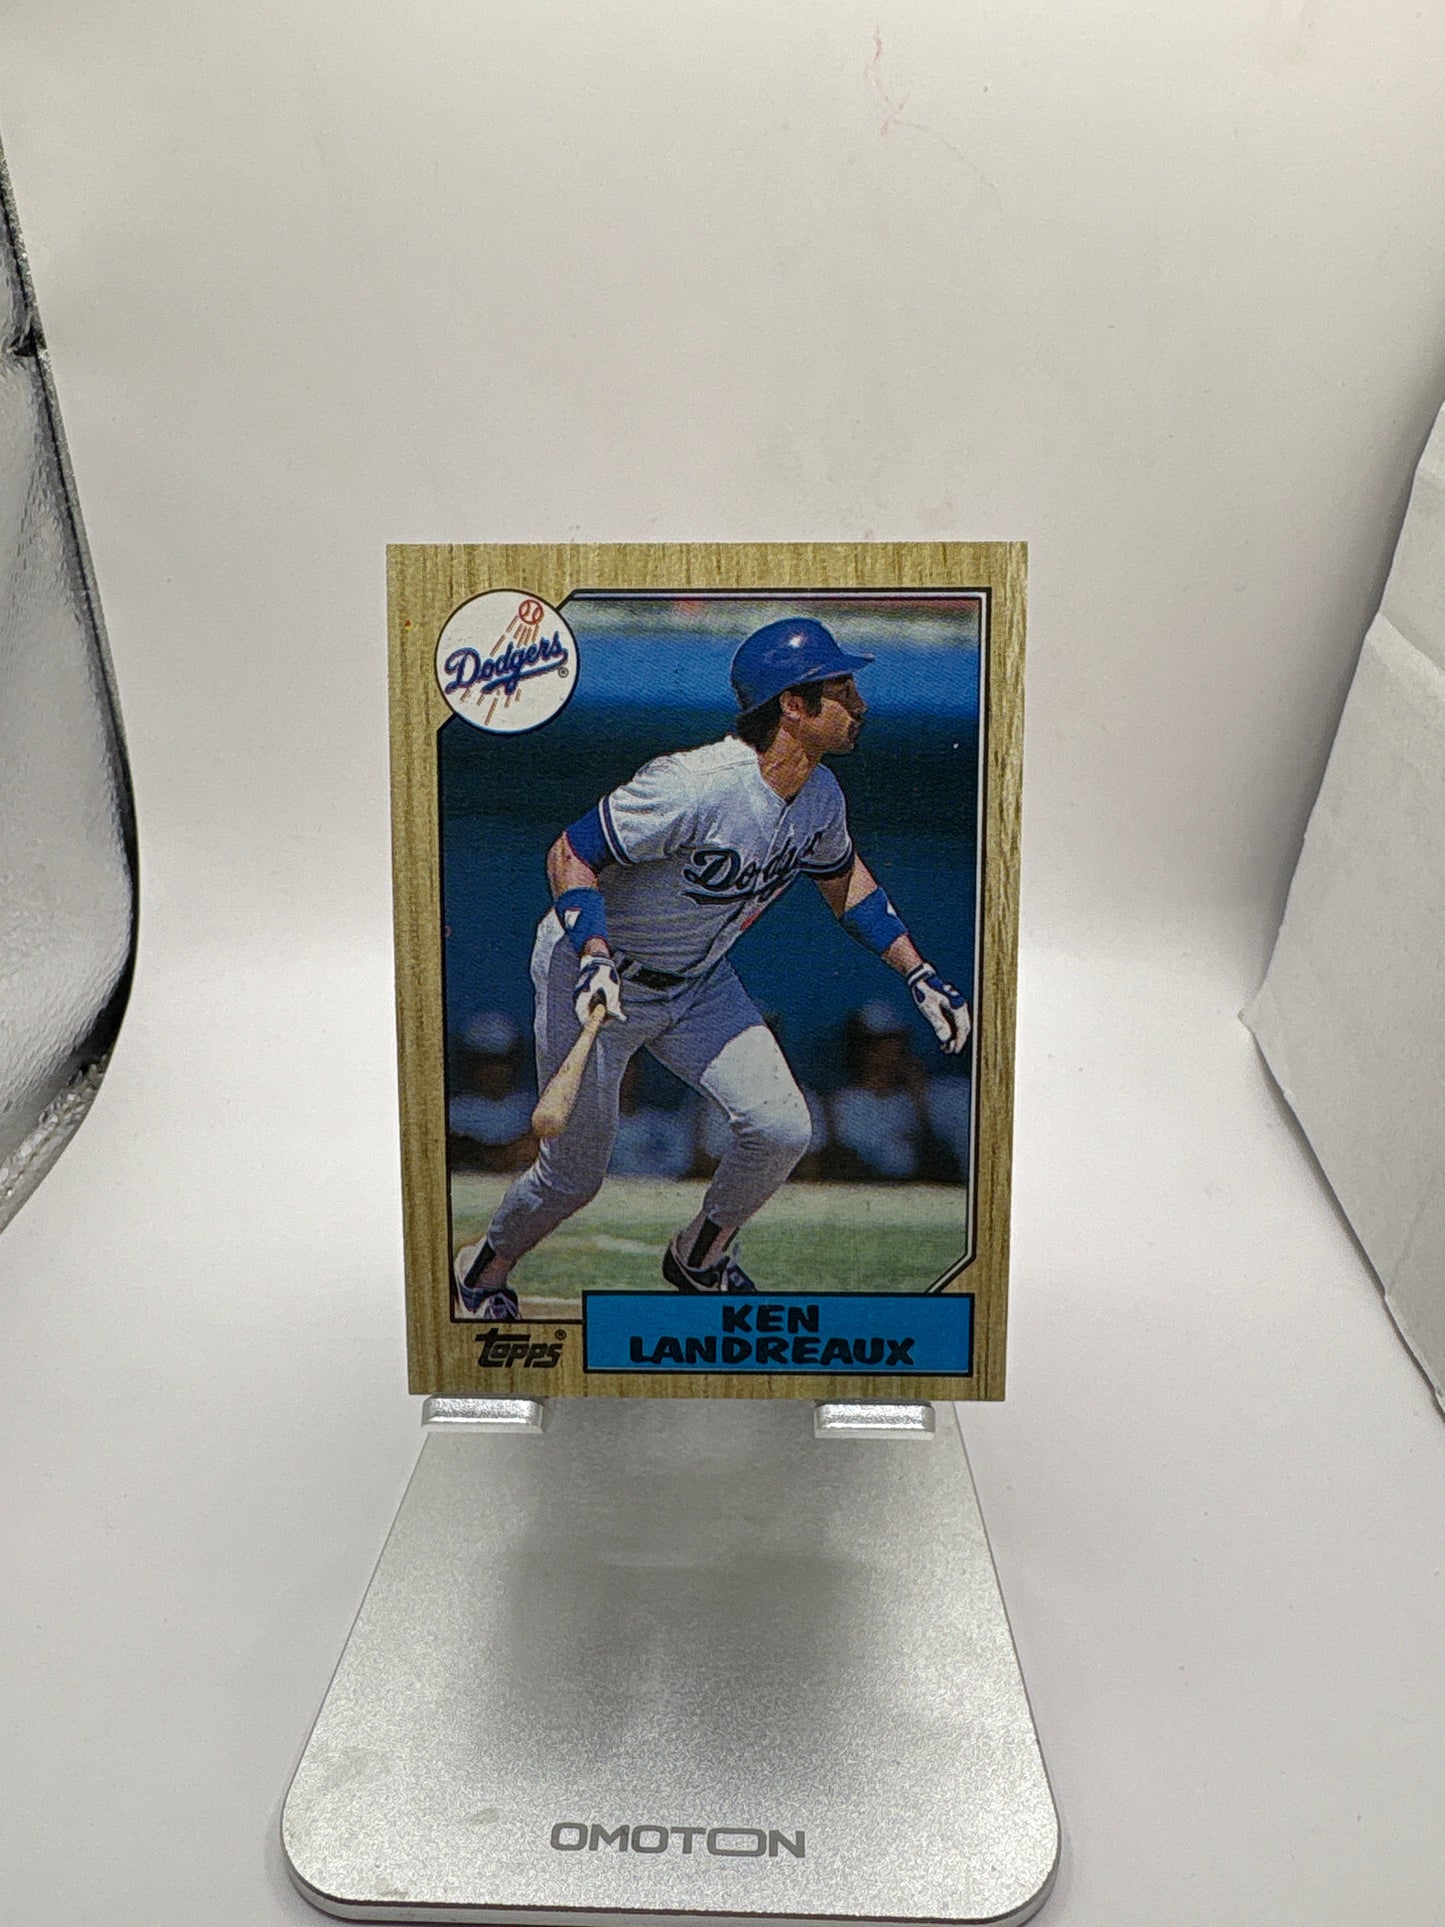 Dodgers®
Dodgers
topps®
KEN
LANDREAUX
OMOTON